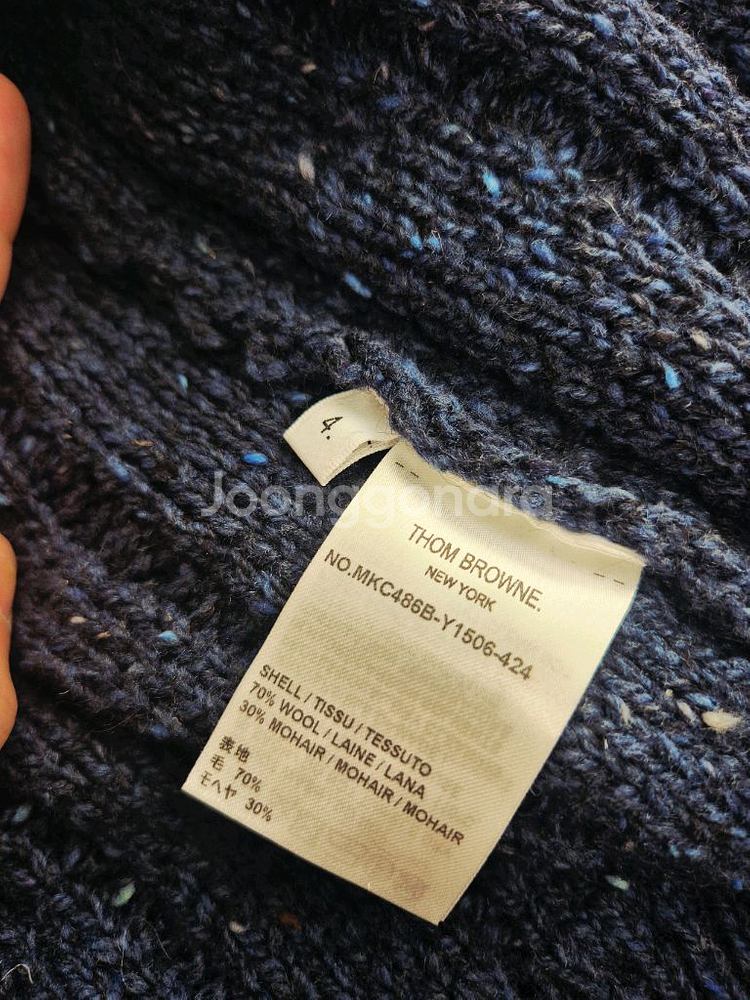 4.
Joonggonara
THOM BROWNE.
NEW YORK
NO.MKC486B-Y1506-424
SHELL / TISSU / TESSUTO
70% WOOL / LAINE / LANA
30% MOHAIR / MOHAIR / MOHAIR
表地
毛 70%
モヘヤ 30%